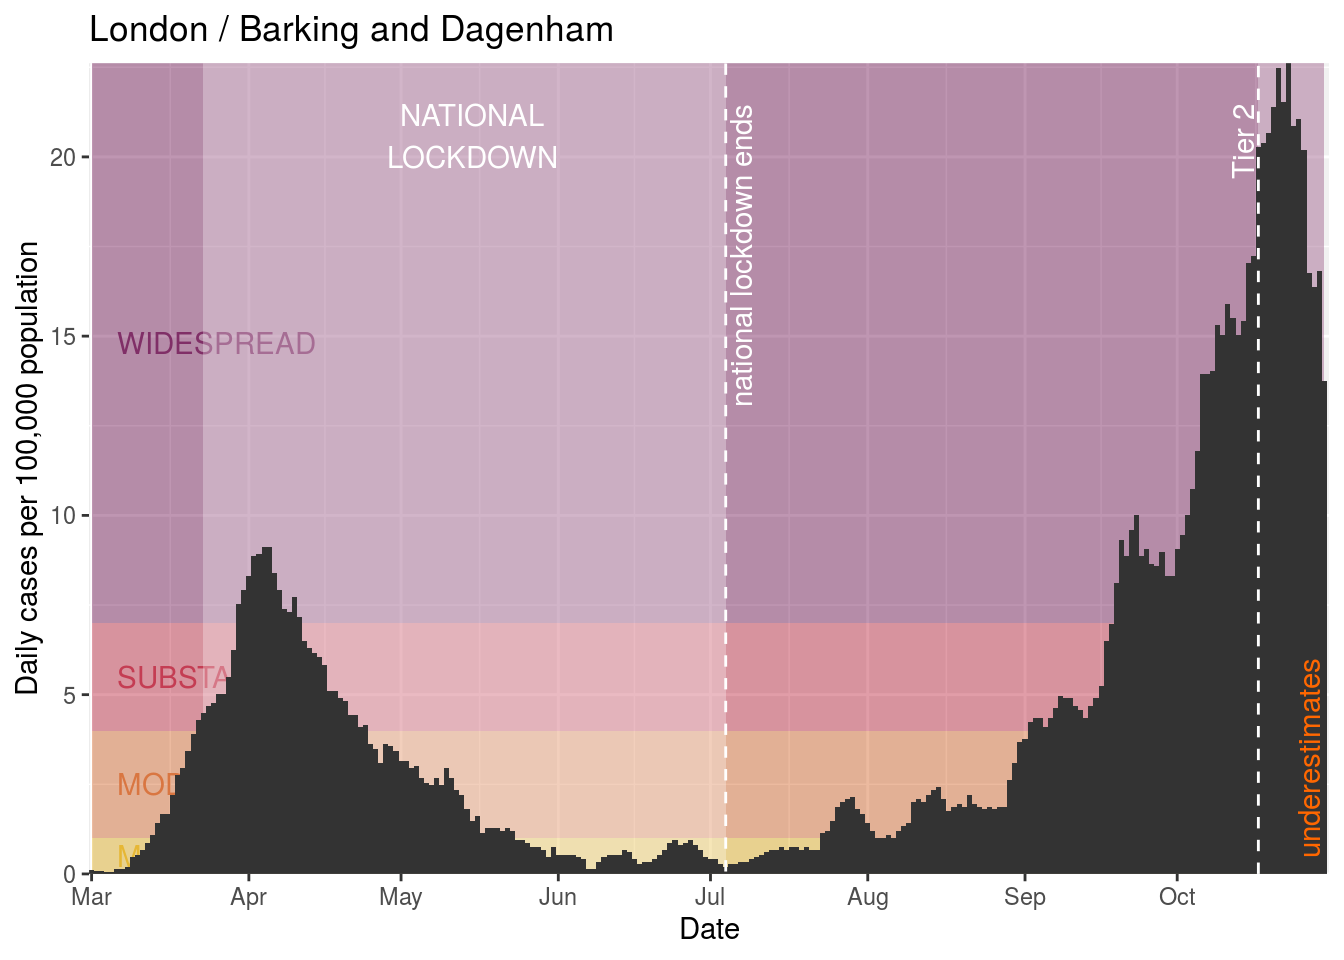 London / Barking and Dagenham
NATIONAL
LOCKDOWN
national lockdown ends
Tier 2
WIDESPREAD
SUBSTA
MOD
M
underestimates
Daily cases per 100,000 population
20
15
10
5
0
Mar Apr May Jun Jul Aug Sep Oct
Date